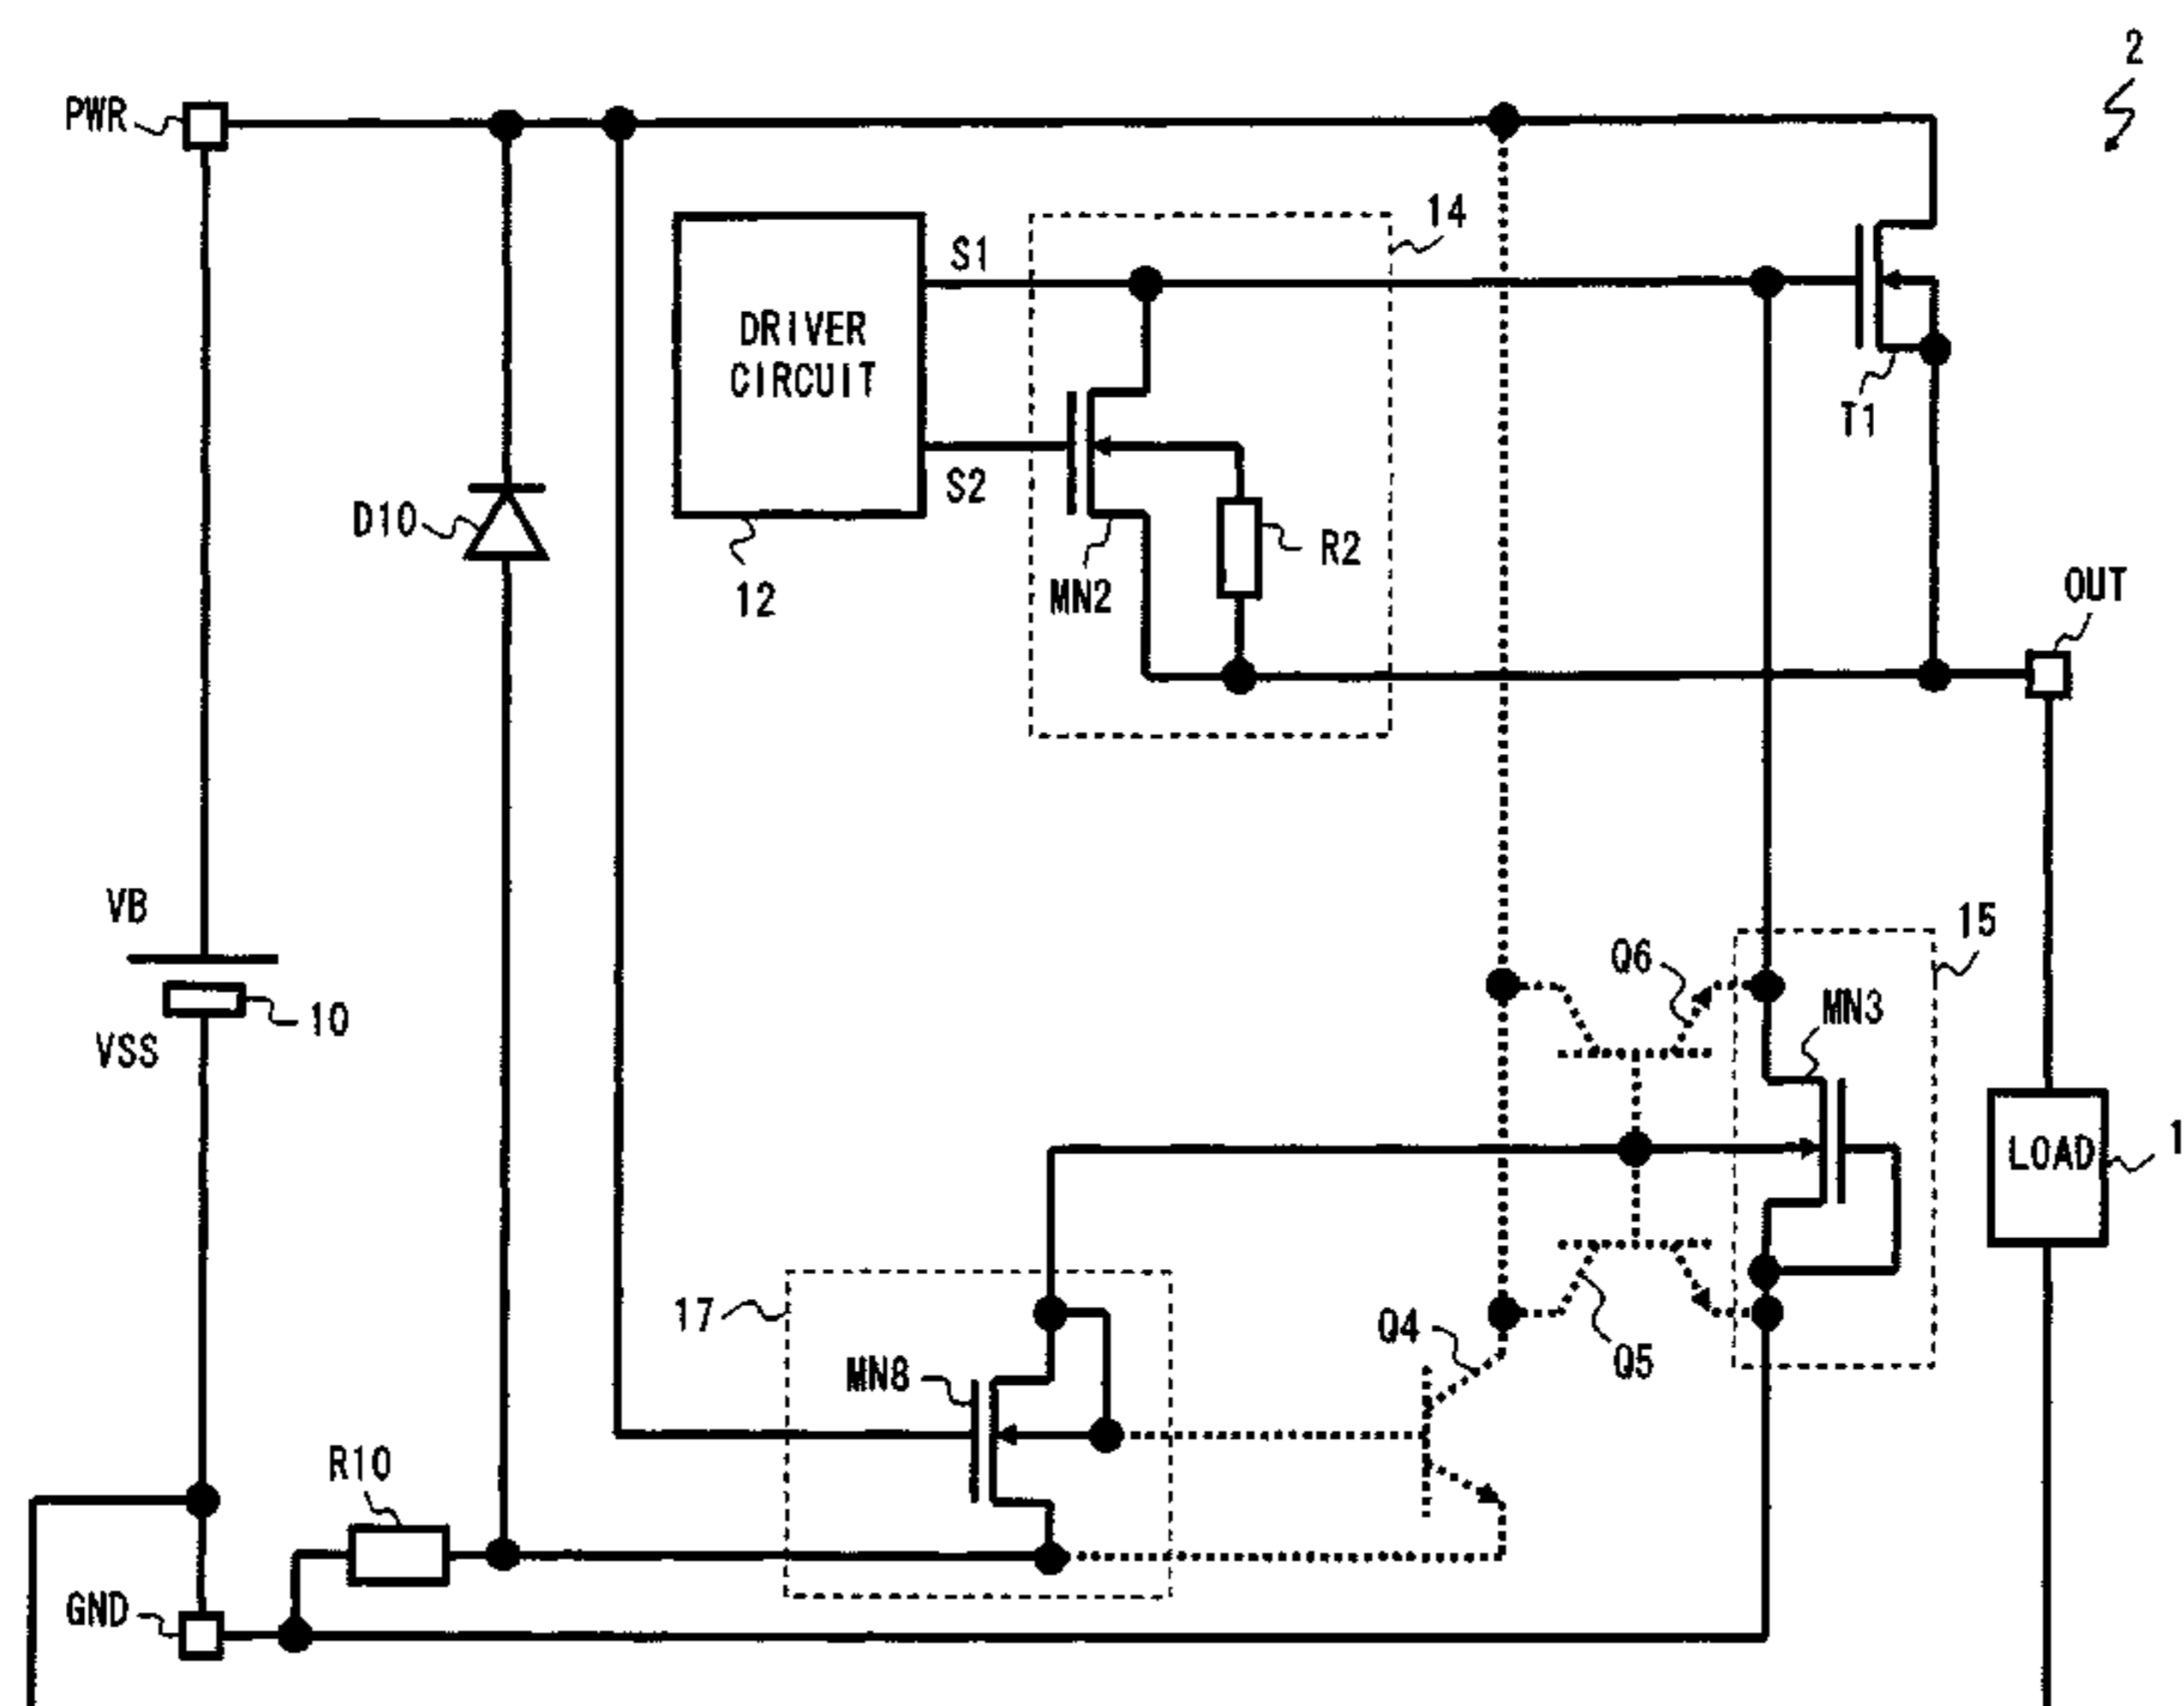 2
PWR
14
S1
DRIVER
CIRCUIT
T1
S2
D10
R2
MN2
12
OUT
VB
15
Q6
MN3
10
VSS
LOAD
1
17
Q4
Q5
MN8
R10
GND